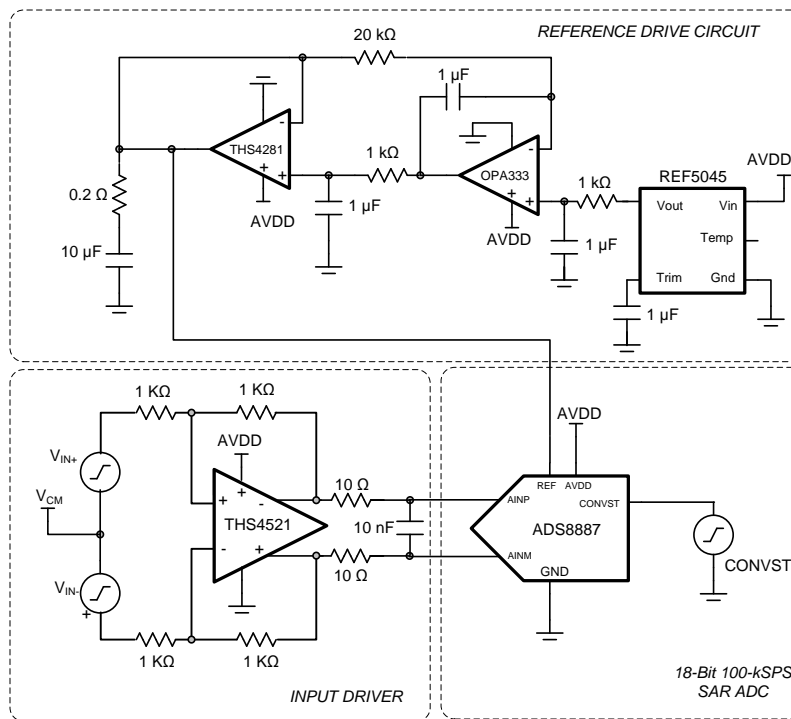 REFERENCE DRIVE CIRCUIT
20 kΩ
1 µF
-
THS4281
+
+
AVDD
1 kΩ
1 µF
-
OPA333
+
+
AVDD
1 kΩ
1 µF
REF5045
AVDD
Vout
Vin
Temp
Trim
Gnd
1 µF
0.2 Ω
10 µF
1 KΩ
1 KΩ
AVDD
VIN+
VCM
VIN-
+
+
-
+
-
THS4521
+
10 Ω
10 nF
10 Ω
1 KΩ
1 KΩ
INPUT DRIVER
AVDD
REF
AVDD
AINP
CONVST
ADS8887
AINM
GND
CONVST
18-Bit 100-kSPS
SAR ADC